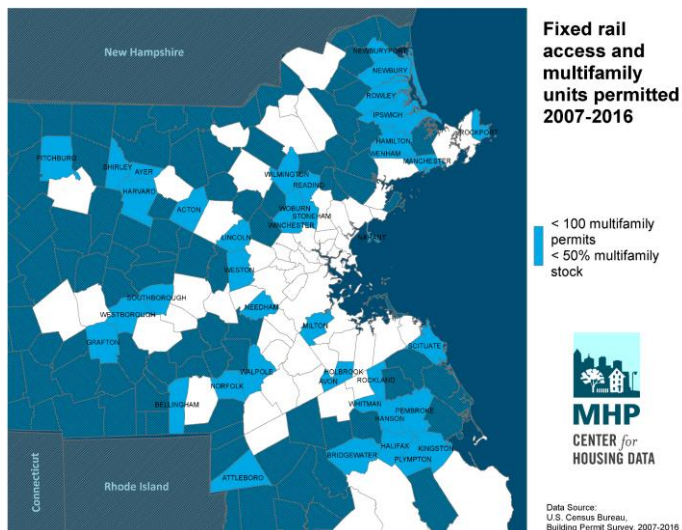 New Hampshire
Fixed rail
access and
multifamily
units permitted
2007-2016
NEWBURYPORT
NEWBURY
ROWLEY
IPSWICH
ROCKPORT
HAMILTON
WENHAM
MANCHESTER
FITCHBURG
SHIRLEY
AYER
HARVARD
ACTON
WILMINGTON
READING
WOBURN
STONEHAM
WINCHESTER
LINCOLN
NAHANT
WESTON
< 100 multifamily
permits
< 50% multifamily
stock
SOUTHBOROUGH
WESTBOROUGH
GRAFTON
NEEDHAM
MILTON
SCITUATE
WALPOLE
NORFOLK
HOLBROOK
AVON
ROCKLAND
BELLINGHAM
WHITMAN
PEMBROKE
HANSON
HALIFAX
KINGSTON
BRIDGEWATER
PLYMPTON
ATTLEBORO
Connecticut
Rhode Island
MHP
CENTER for
HOUSING DATA
Data Source:
U.S. Census Bureau,
Building Permit Survey, 2007-2016